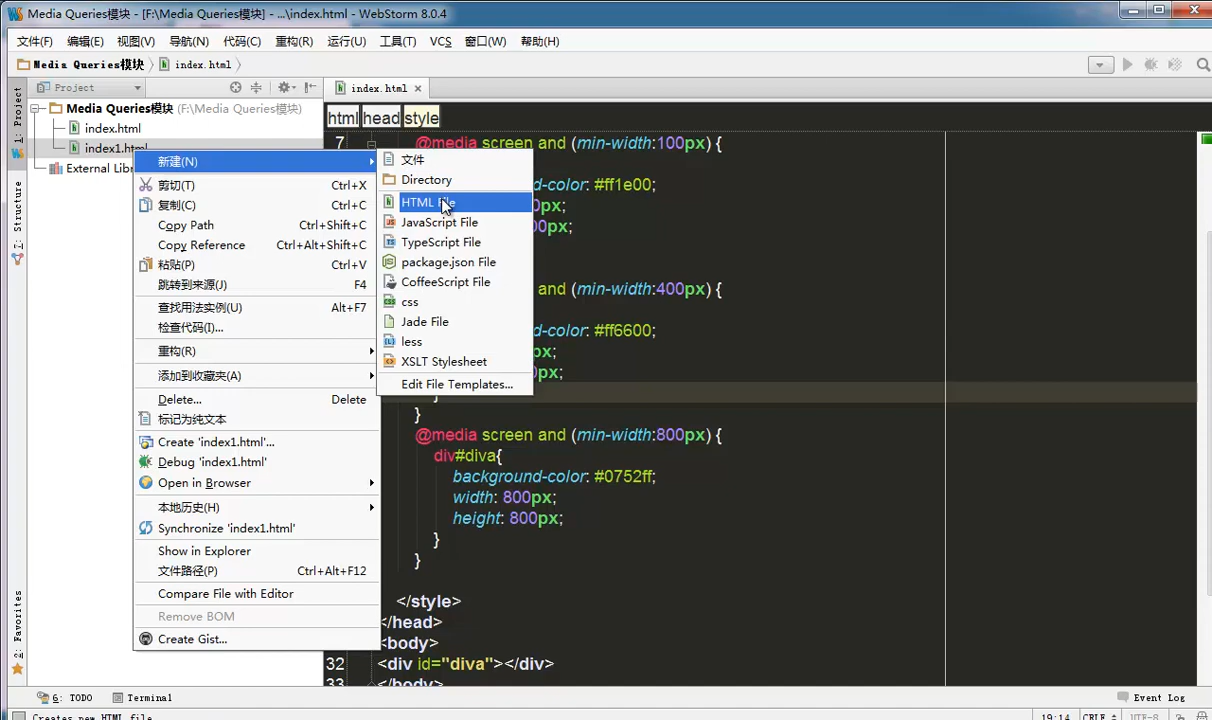 Media Queries模块 - [F:\Media Queries模块] - ...\index.html - WebStorm 8.0.4
文件(F) 编辑(E) 视图(V) 导航(N) 代码(C) 重构(R) 运行(U) 工具(T) VCS 窗口(W) 帮助(H)
Media Queries模块 index.html
Project index.html
1: Project
Media Queries模块 (F:\Media Queries模块)
index.html
index1.html
External Lib
Z: Structure
2: Favorites
html head style
新建(N)
剪切(T) Ctrl+X
复制(C) Ctrl+C
Copy Path Ctrl+Shift+C
Copy Reference Ctrl+Alt+Shift+C
粘贴(P) Ctrl+V
跳转到来源(J) F4
查找用法实例(U) Alt+F7
检查代码(I)...
重构(R)
添加到收藏夹(A)
Delete... Delete
标记为纯文本
Create 'index1.html'...
Debug 'index1.html'
Open in Browser
本地历史(H)
Synchronize 'index1.html'
Show in Explorer
文件路径(P) Ctrl+Alt+F12
Compare File with Editor
Remove BOM
Create Gist...
文件
Directory
HTML File
JavaScript File
TypeScript File
package.json File
CoffeeScript File
css
Jade File
less
XSLT Stylesheet
Edit File Templates...
7 @media screen and (min-width:100px) {
d-color: #ff1e00;
0px;
00px;
and (min-width:400px) {
d-color: #ff6600;
px;
px;
}
}
@media screen and (min-width:800px) {
div#diva{
background-color: #0752ff;
width: 800px;
height: 800px;
}
}
</style>
</head>
<body>
32 <div id="diva"></div>
33 </body>
6: TODO Terminal Event Log
Creates new HTML file 19:14 CRLF UTF-8